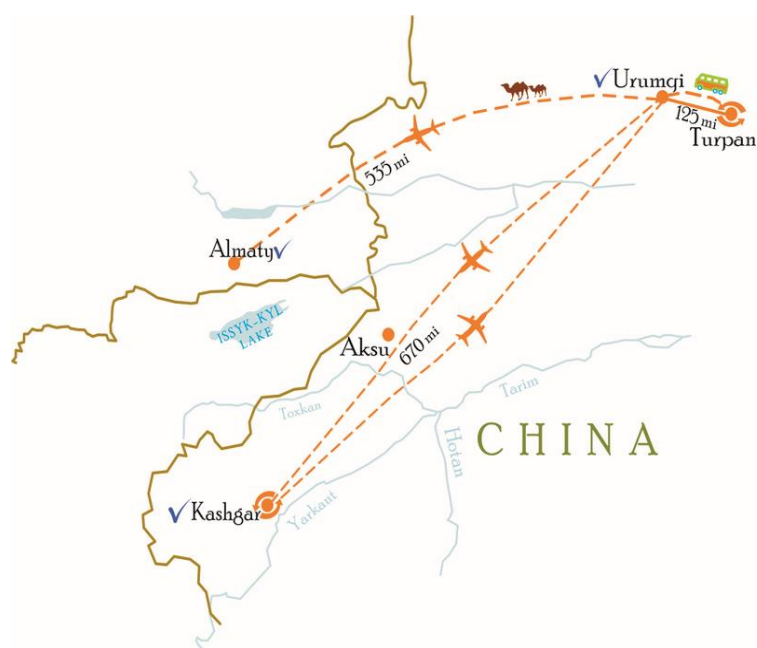 Urumqi
125 mi
Turpan
535 mi
Almaty
ISSYK-KYL
LAKE
Aksu
670 mi
Toxkan
Tarim
Hotan
CHINA
Kashgar
Yarkant